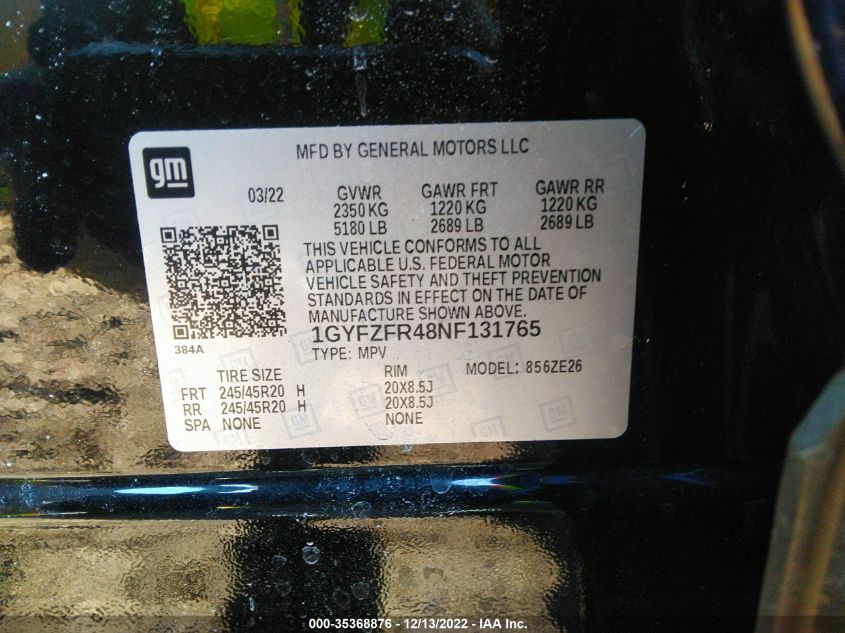 gm
MFD BY GENERAL MOTORS LLC
03/22 GVWR GAWR FRT GAWR RR
2350 KG 1220 KG 1220 KG
5180 LB 2689 LB 2689 LB
THIS VEHICLE CONFORMS TO ALL
APPLICABLE U.S. FEDERAL MOTOR
VEHICLE SAFETY AND THEFT PREVENTION
STANDARDS IN EFFECT ON THE DATE OF
MANUFACTURE SHOWN ABOVE.
1GYFZFR48NF131765
384A
TYPE: MPV
MODEL: 856ZE26
TIRE SIZE RIM
FRT 245/45R20 H 20X8.5J
RR 245/45R20 H 20X8.5J
SPA NONE NONE
000-35368876 - 12/13/2022 - IAA Inc.